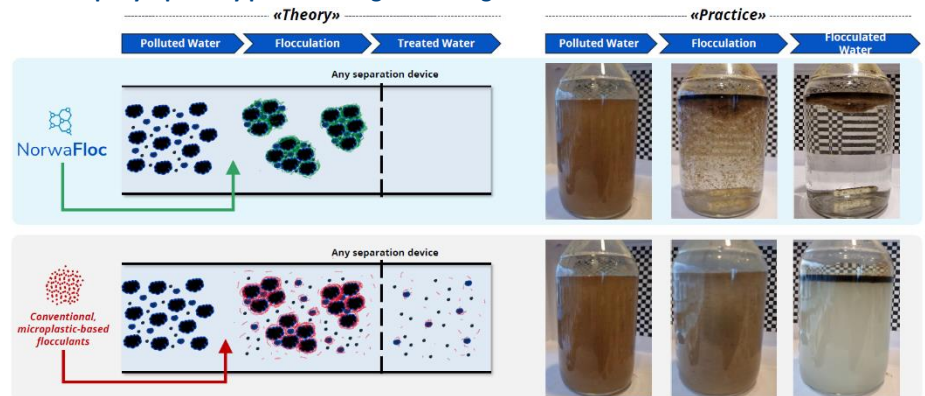 «Theory»
«Practice»
Polluted Water
Flocculation
Treated Water
Polluted Water
Flocculation
Flocculated
Water
Any separation device
NorwaFloc
Any separation device
Conventional,
microplastic-based
flocculants